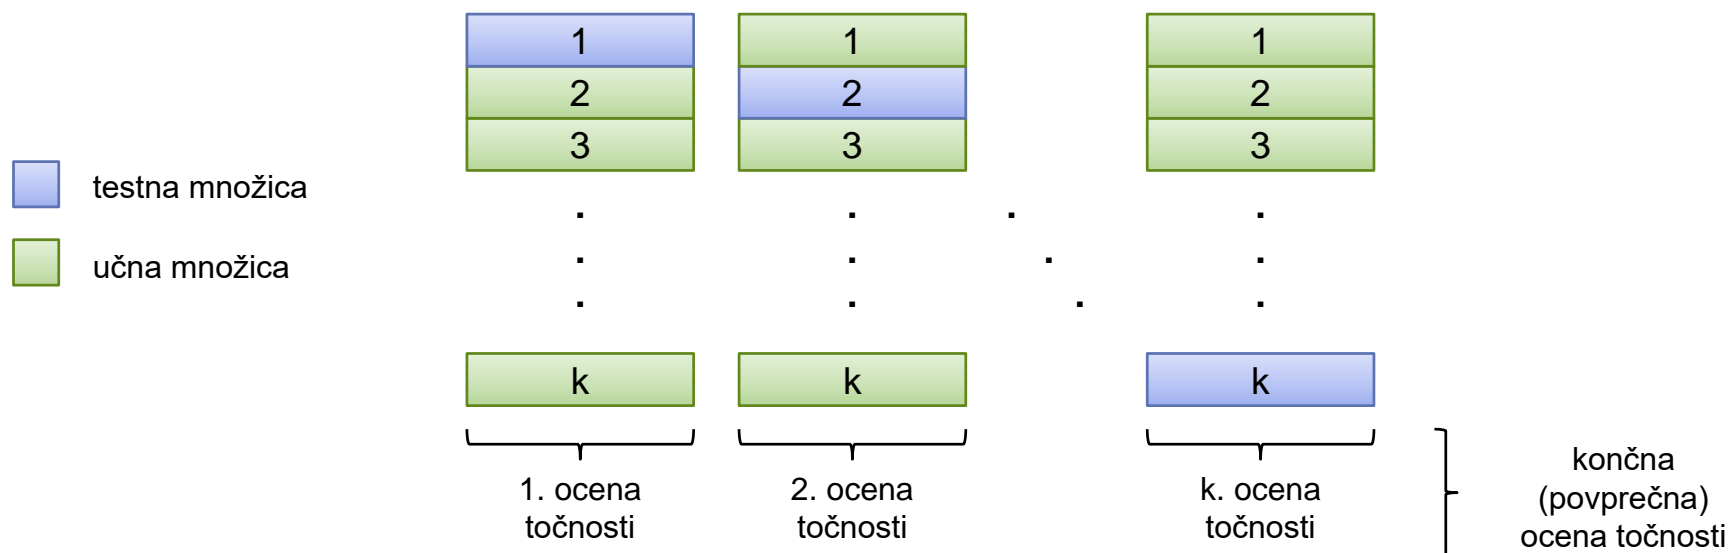 1
2
3
k
1
2
3
k
1
2
3
k
testna množica
učna množica
1. ocena
točnosti
2. ocena
točnosti
k. ocena
točnosti
končna
(povprečna)
ocena točnosti